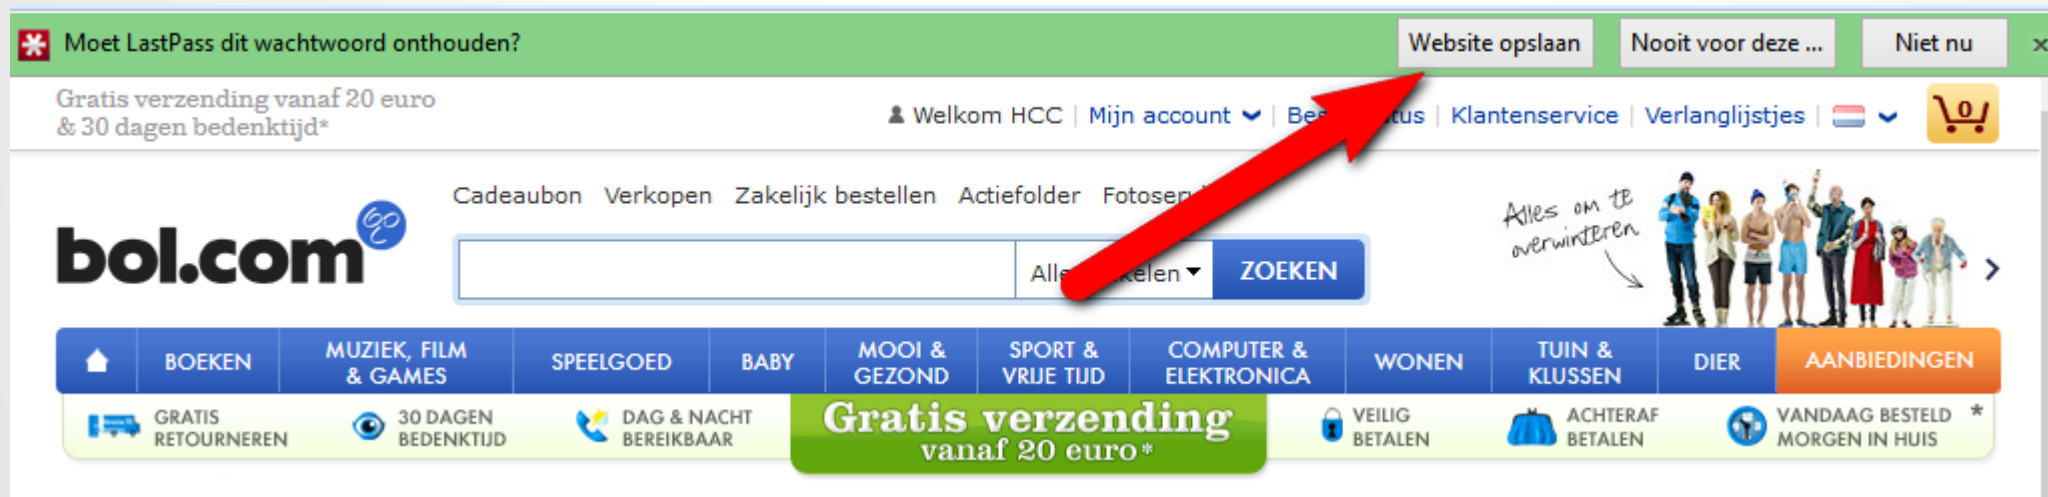 Moet LastPass dit wachtwoord onthouden?
Website opslaan
Nooit voor deze ...
Niet nu
x
Gratis verzending vanaf 20 euro
& 30 dagen bedenktijd*
Welkom HCC | Mijn account | Bes tus | Klantenservice | Verlanglijstjes |
0
Cadeaubon Verkopen Zakelijk bestellen Actiefolder
Alles om te
overwinteren
bol.com
ZOEKEN
BOEKEN
MUZIEK, FILM
& GAMES
SPEELGOED
BABY
MOOI &
GEZOND
SPORT &
VRIJE TIJD
COMPUTER &
ELEKTRONICA
WONEN
TUIN &
KLUSSEN
DIER
AANBIEDINGEN
GRATIS
RETOURNEREN
30 DAGEN
BEDENKTIJD
DAG & NACHT
BEREIKBAAR
Gratis verzending
vanaf 20 euro*
VEILIG
BETALEN
ACHTERAF
BETALEN
VANDAAG BESTELD *
MORGEN IN HUIS